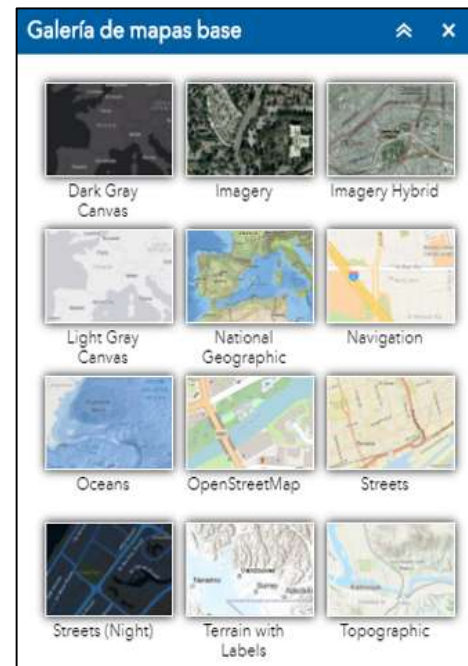 Galería de mapas base
Dark Gray
Canvas
Imagery
Imagery Hybrid
Light Gray
Canvas
National
Geographic
Navigation
Oceans
OpenStreetMap
Streets
Streets (Night)
Terrain with
Labels
Topographic